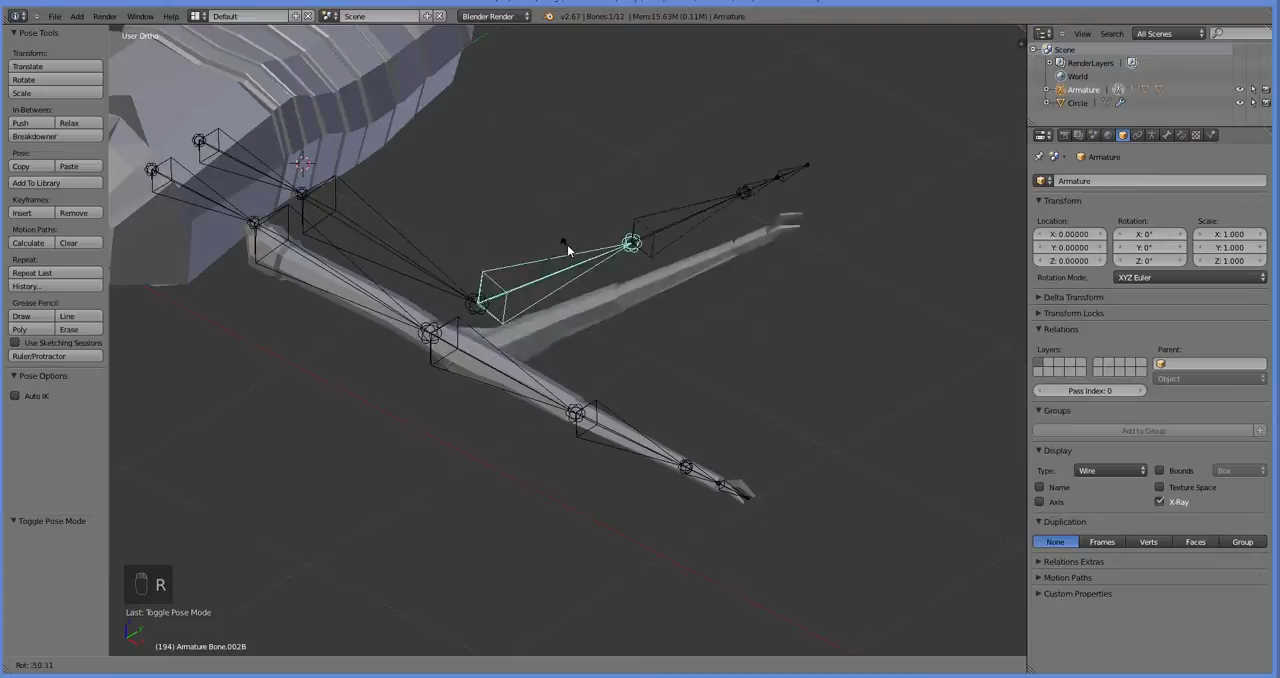 File Add Render Window Help Default Scene Blender Render v2.67 | Bones:1/12 | Mem:15.63M (0.11M) | Armature
Pose Tools
Transform:
Translate
Rotate
Scale
In-Between:
Push Relax
Breakdowner
Pose:
Copy Paste
Add To Library
Keyframes:
Insert Remove
Motion Paths:
Calculate Clear
Repeat:
Repeat Last
History...
Grease Pencil:
Draw Line
Poly Erase
Use Sketching Sessions
Ruler/Protractor
Pose Options
Auto IK
Toggle Pose Mode
User Ortho
R
Last: Toggle Pose Mode
(194) Armature Bone.002B
Rot: 59.31
View Search All Scenes
Scene
RenderLayers
World
Armature
Circle
Armature
Armature
Transform
Location: Rotation: Scale:
X: 0.00000 X: 0° X: 1.000
Y: 0.00000 Y: 0° Y: 1.000
Z: 0.00000 Z: 0° Z: 1.000
Rotation Mode: XYZ Euler
Delta Transform
Transform Locks
Relations
Layers: Parent:
Object
Pass Index: 0
Groups
Add to Group
Display
Type: Wire Bounds Box
Name Texture Space
Axis X-Ray
Duplication
None Frames Verts Faces Group
Relations Extras
Motion Paths
Custom Properties